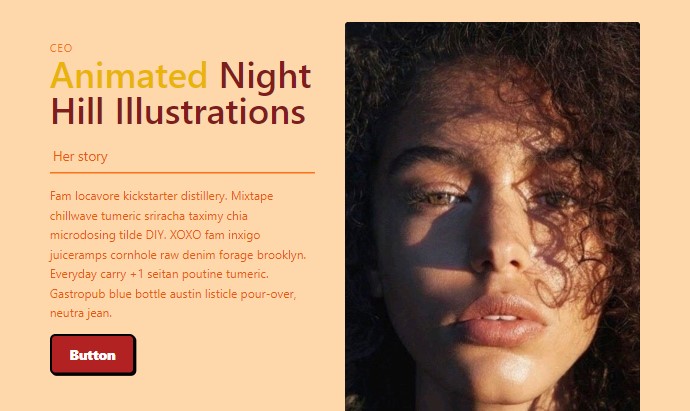 CEO
Animated Night
Hill Illustrations
Her story
Fam locavore kickstarter distillery. Mixtape
chillwave tumeric sriracha taximy chia
microdosing tilde DIY. XOXO fam inxigo
juiceramps cornhole raw denim forage brooklyn.
Everyday carry +1 seitan poutine tumeric.
Gastropub blue bottle austin listicle pour-over,
neutra jean.
Button